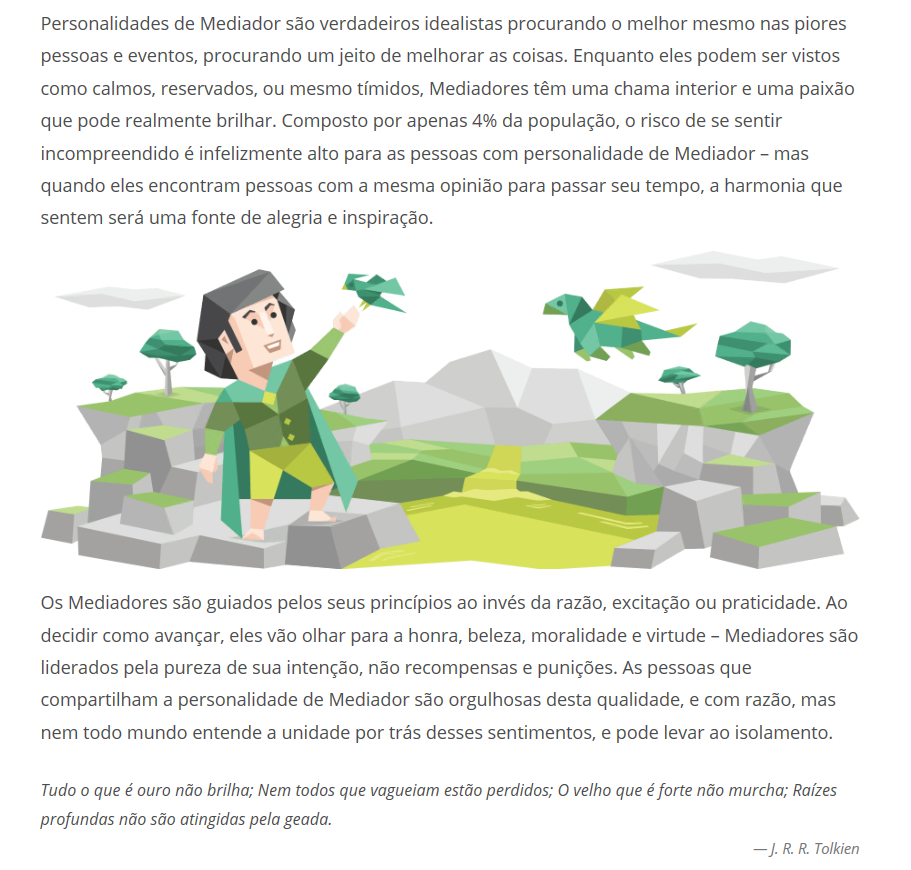 Personalidades de Mediador são verdadeiros idealistas procurando o melhor mesmo nas piores
pessoas e eventos, procurando um jeito de melhorar as coisas. Enquanto eles podem ser vistos
como calmos, reservados, ou mesmo tímidos, Mediadores têm uma chama interior e uma paixão
que pode realmente brilhar. Composto por apenas 4% da população, o risco de se sentir
incompreendido é infelizmente alto para as pessoas com personalidade de Mediador – mas
quando eles encontram pessoas com a mesma opinião para passar seu tempo, a harmonia que
sentem será uma fonte de alegria e inspiração.
Os Mediadores são guiados pelos seus princípios ao invés da razão, excitação ou praticidade. Ao
decidir como avançar, eles vão olhar para a honra, beleza, moralidade e virtude – Mediadores são
liderados pela pureza de sua intenção, não recompensas e punições. As pessoas que
compartilham a personalidade de Mediador são orgulhosas desta qualidade, e com razão, mas
nem todo mundo entende a unidade por trás desses sentimentos, e pode levar ao isolamento.
Tudo o que é ouro não brilha; Nem todos que vagueiam estão perdidos; O velho que é forte não murcha; Raízes
profundas não são atingidas pela geada.
— J. R. R. Tolkien